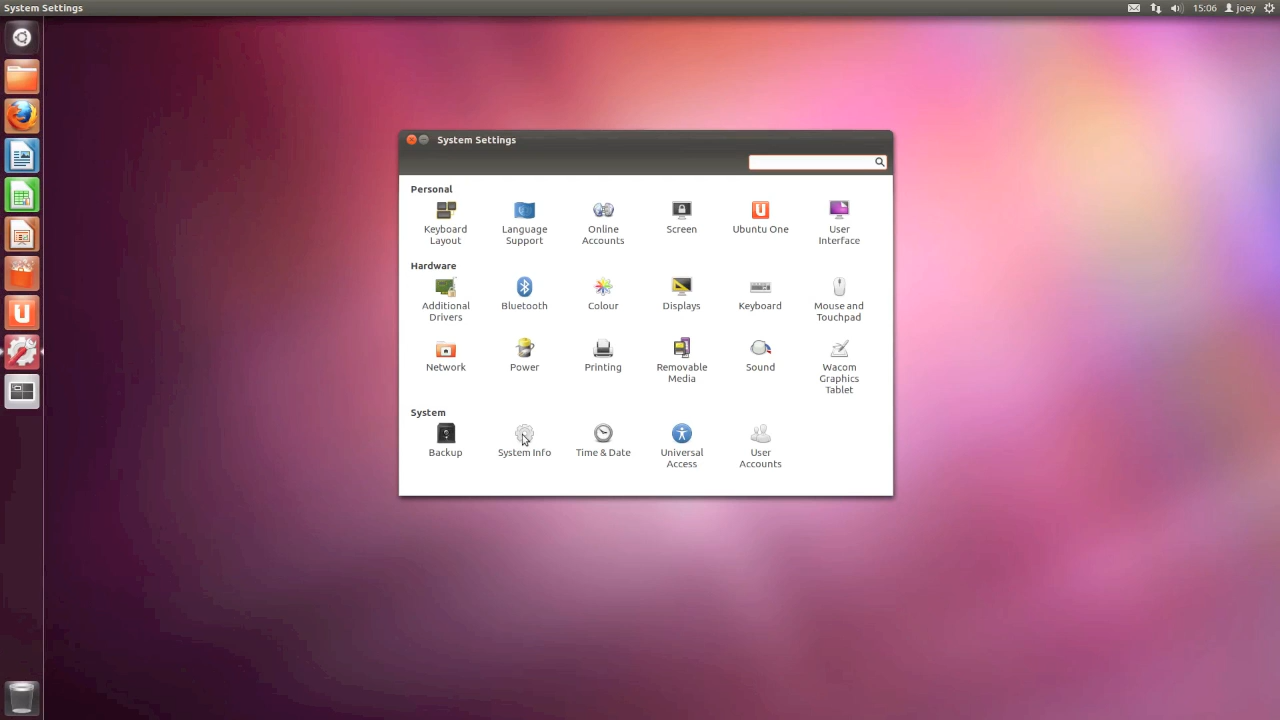 System Settings
15:06 joey
System Settings
Personal
Keyboard Layout
Language Support
Online Accounts
Screen
Ubuntu One
User Interface
Hardware
Additional Drivers
Bluetooth
Colour
Displays
Keyboard
Mouse and Touchpad
Network
Power
Printing
Removable Media
Sound
Wacom Graphics Tablet
System
Backup
System Info
Time & Date
Universal Access
User Accounts